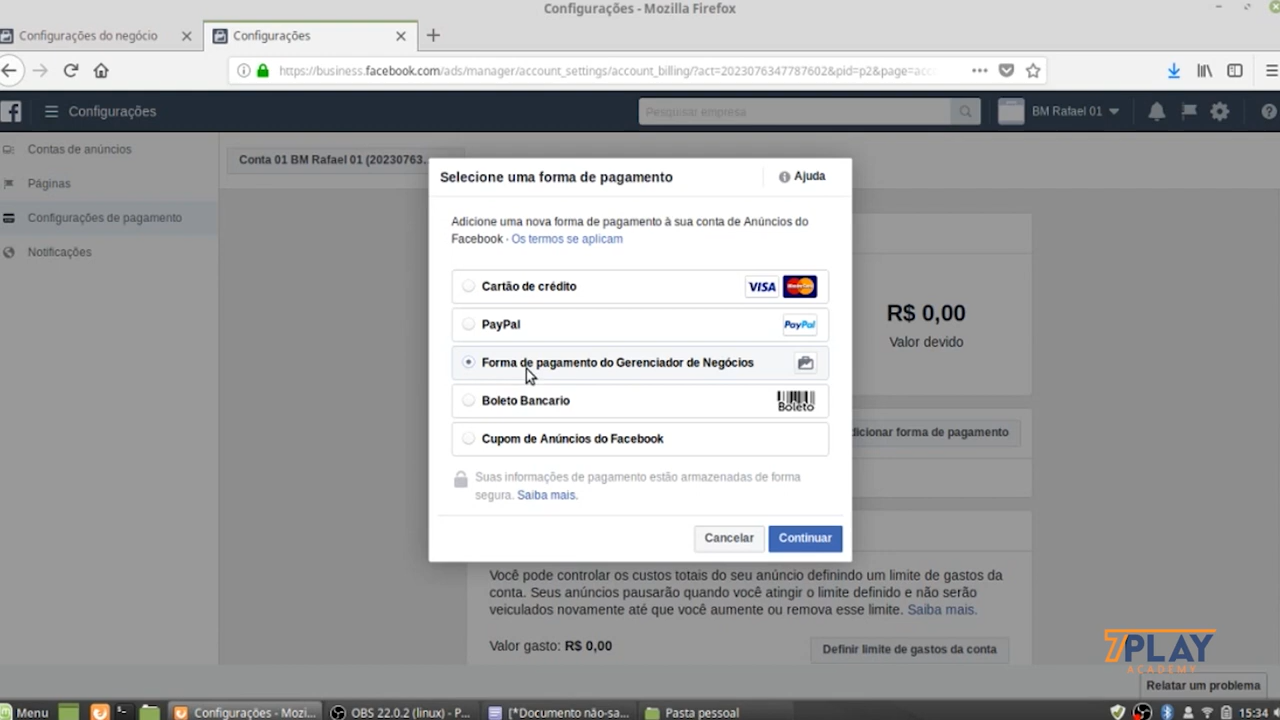 Configurações - Mozilla Firefox
Configurações do negócio
Configurações
https://business.facebook.com/ads/manager/account_settings/account_billing/?act=2023076347787602&pid=p2&page=acc
Configurações
Pesquisar empresa
BM Rafael 01
Contas de anúncios
Páginas
Configurações de pagamento
Notificações
Conta 01 BM Rafael 01 (20230763...
Selecione uma forma de pagamento
Ajuda
Adicione uma nova forma de pagamento à sua conta de Anúncios do
Facebook · Os termos se aplicam
Cartão de crédito
VISA
MasterCard
PayPal
PayPal
Forma de pagamento do Gerenciador de Negócios
Boleto Bancario
Boleto
Cupom de Anúncios do Facebook
Suas informações de pagamento estão armazenadas de forma
segura. Saiba mais.
Cancelar
Continuar
R$ 0,00
Valor devido
dicionar forma de pagamento
Você pode controlar os custos totais do seu anúncio definindo um limite de gastos da
conta. Seus anúncios pausarão quando você atingir o limite definido e não serão
veiculados novamente até que você aumente ou remova esse limite. Saiba mais.
Valor gasto: R$ 0,00
Definir limite de gastos da conta
7PLAY
ACADEMY
Relatar um problema
Menu
Configurações - Mozi...
OBS 22.0.2 (linux) - P...
[*Documento não-sa...
Pasta pessoal
15:34